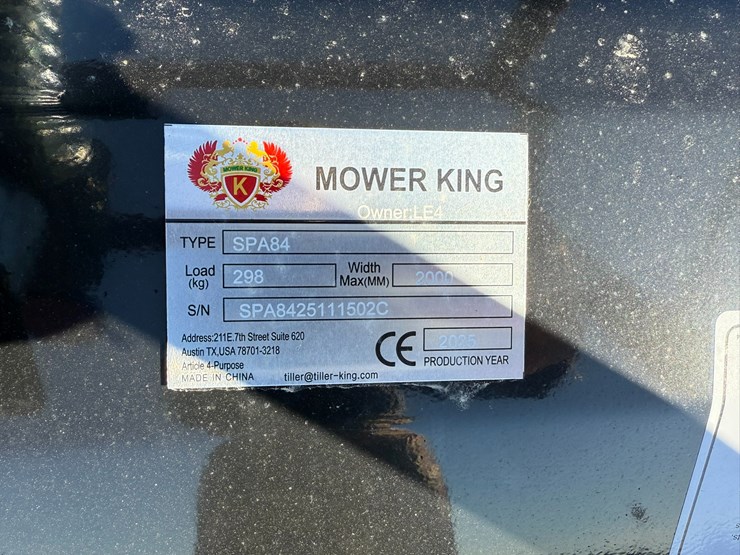 MOWER KING
K
MOWER KING
Owner:LE4
TYPE SPA84
Load (kg) 298 Width Max(MM) 2000
S/N SPA8425111502C
Address:211E.7th Street Suite 620
Austin TX,USA 78701-3218
Article 4-Purpose
MADE IN CHINA tiller@tiller-king.com
CE 2025
PRODUCTION YEAR